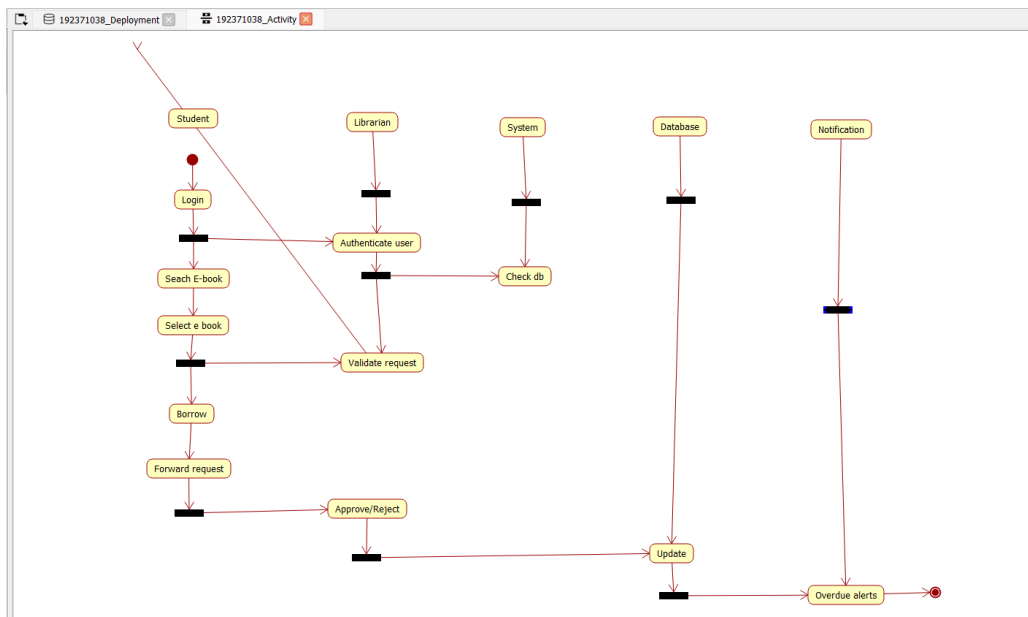 192371038_Deployment
192371038_Activity
Student
Librarian
System
Database
Notification
Login
Authenticate user
Seach E-book
Check db
Select e book
Validate request
Borrow
Forward request
Approve/Reject
Update
Overdue alerts